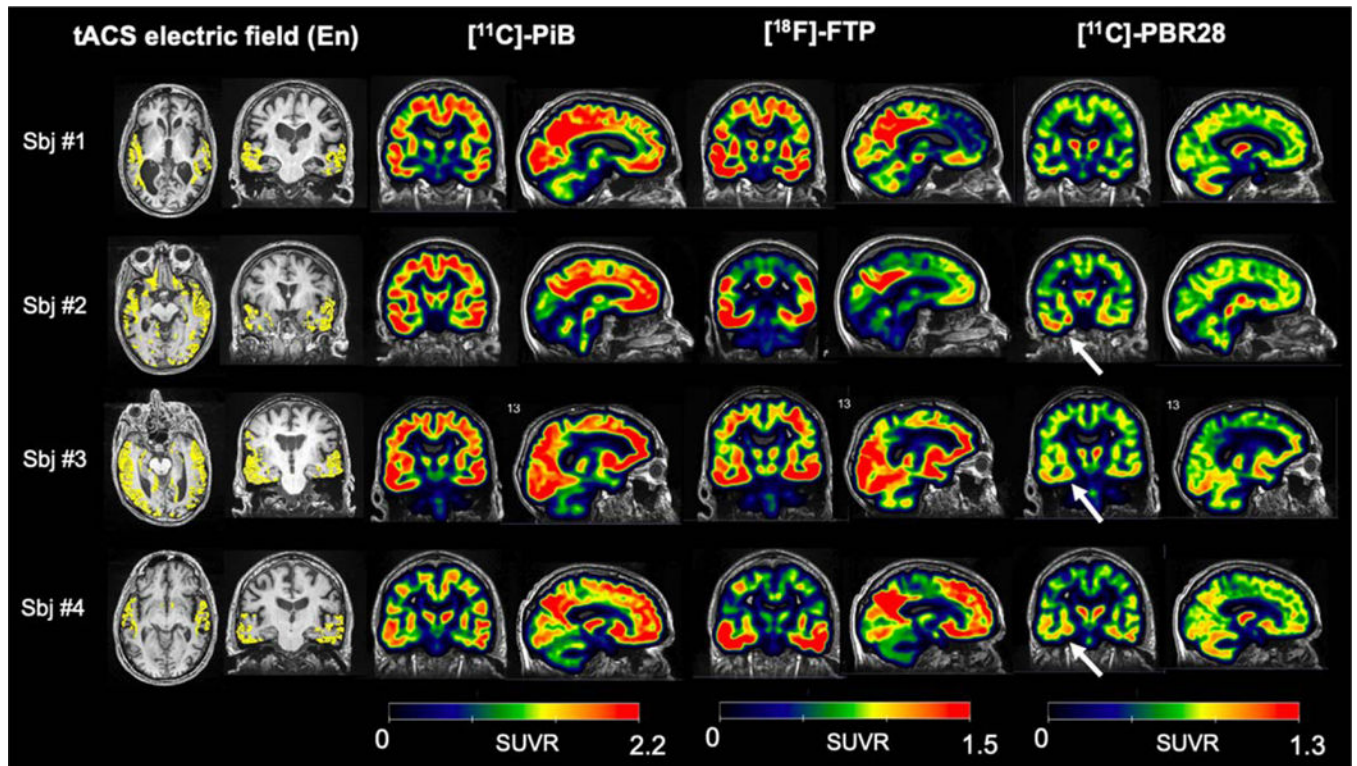 tACS electric field (En) [¹¹C]-PiB [¹⁸F]-FTP [¹¹C]-PBR28
Sbj #1
Sbj #2
Sbj #3 13 13 13
Sbj #4
0 SUVR 2.2 0 SUVR 1.5 0 SUVR 1.3